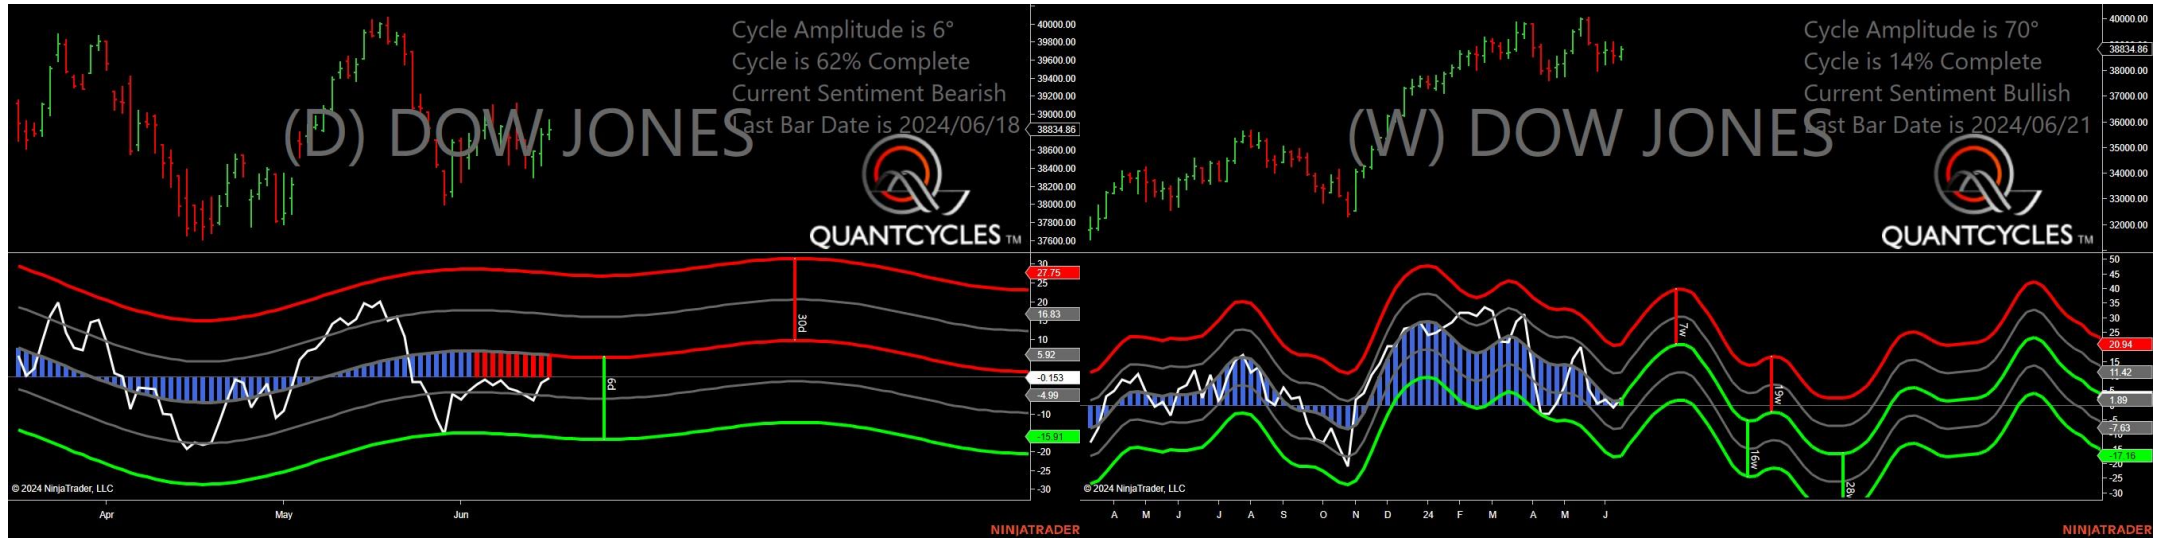 Cycle Amplitude is 6°
Cycle is 62% Complete
Current Sentiment Bearish
Last Bar Date is 2024/06/18
(D) DOW JONES
QUANTCYCLES TM
40000.00
39800.00
39600.00
39400.00
39200.00
39000.00
38834.86
38600.00
38400.00
38200.00
38000.00
37800.00
37600.00
30
27.75
25
20
16.83
10
5.92
-0.153
-4.99
-10
-15.91
-20
-25
-30
30d
6d
© 2024 NinjaTrader, LLC
Apr May Jun
NINJATRADER
Cycle Amplitude is 70°
Cycle is 14% Complete
Current Sentiment Bullish
Last Bar Date is 2024/06/21
(W) DOW JONES
QUANTCYCLES TM
40000.00
38834.86
38000.00
37000.00
36000.00
35000.00
34000.00
33000.00
32000.00
50
45
40
35
30
25
20.94
15
11.42
1.89
-5
-7.63
-17.16
-20
-25
-30
7w
19w
16w
© 2024 NinjaTrader, LLC
A M J J A S O N D 24 F M A M J
NINJATRADER